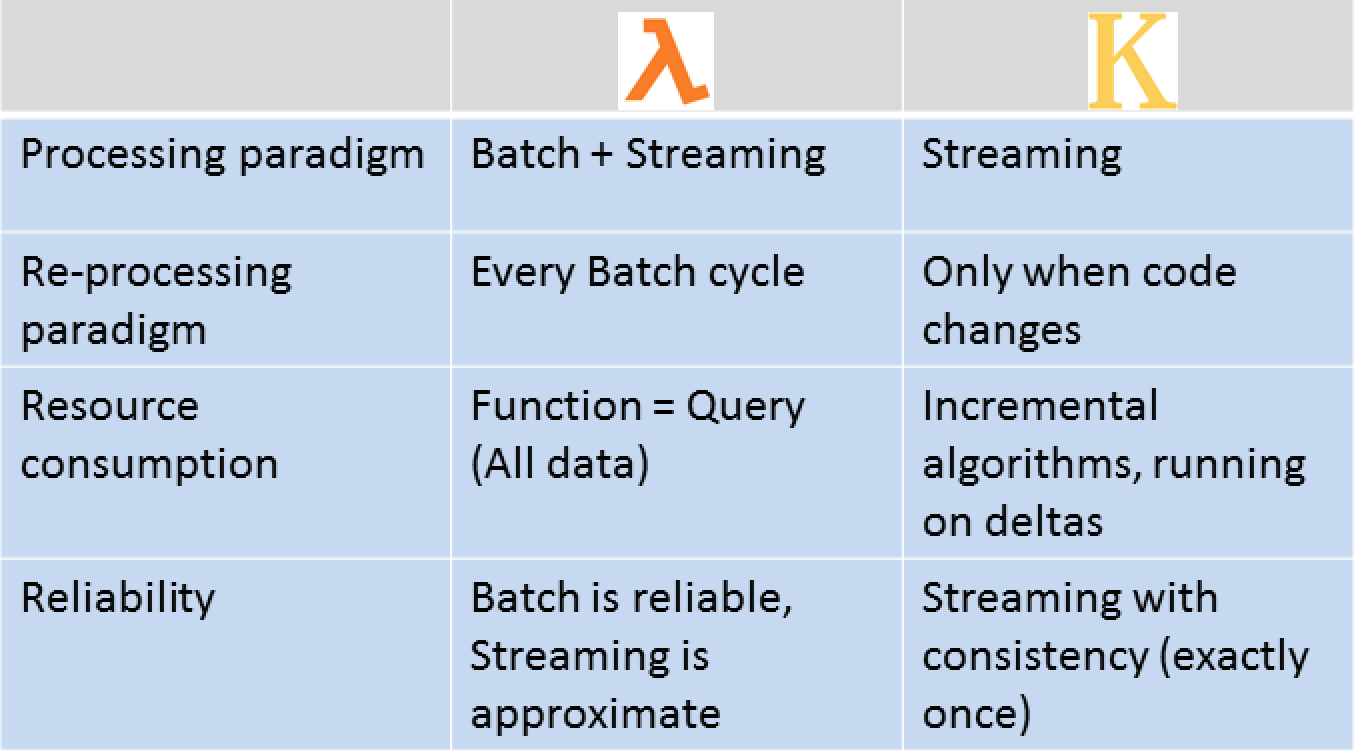 λ
K
Processing paradigm
Batch + Streaming
Streaming
Re-processing
paradigm
Every Batch cycle
Only when code
changes
Resource
consumption
Function = Query
(All data)
Incremental
algorithms, running
on deltas
Reliability
Batch is reliable,
Streaming is
approximate
Streaming with
consistency (exactly
once)